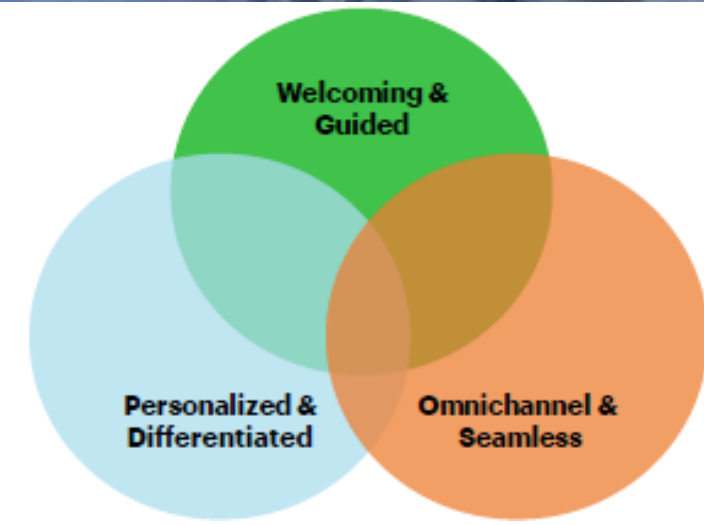 Welcoming &
Guided
Personalized &
Differentiated
Omnichannel &
Seamless